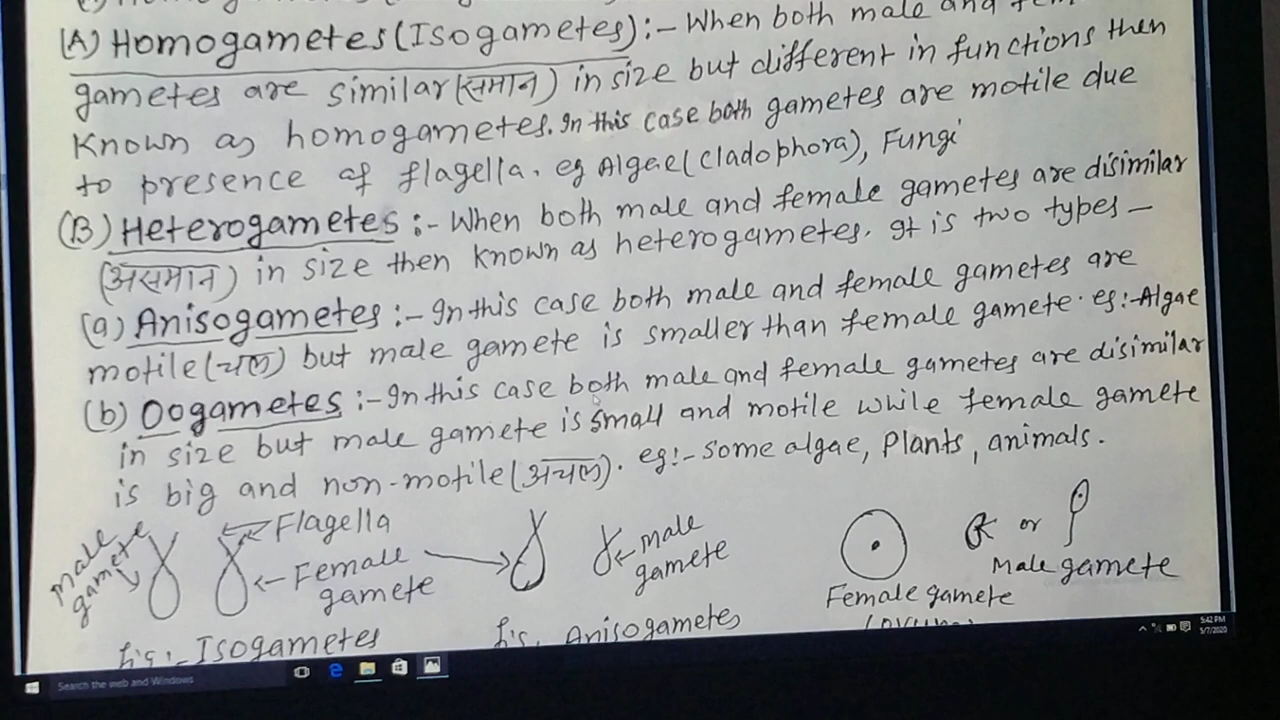 (A) Homogametes (Isogametes) :- When both male and
gametes are similar (समान) in size but different in functions then
known as homogametes. In this case both gametes are motile due
to presence of flagella. eg Algae (cladophora), Fungi
(B) Heterogametes :- When both male and female gametes are disimilar
(असमान) in size then known as heterogametes. It is two types -
(a) Anisogametes :- In this case both male and female gametes are
motile (चल) but male gamete is smaller than female gamete. eg:- Algae
(b) Oogametes :- In this case both male and female gametes are disimilar
in size but male gamete is small and motile while female gamete
is big and non-motile (अचल). eg:- some algae, Plants, animals.
male gamete
Flagella
Female gamete
male gamete
or
Male gamete
Female gamete
fig:- Isogametes
fig. Anisogametes
Search the web and Windows
5:42 PM
5/7/2020